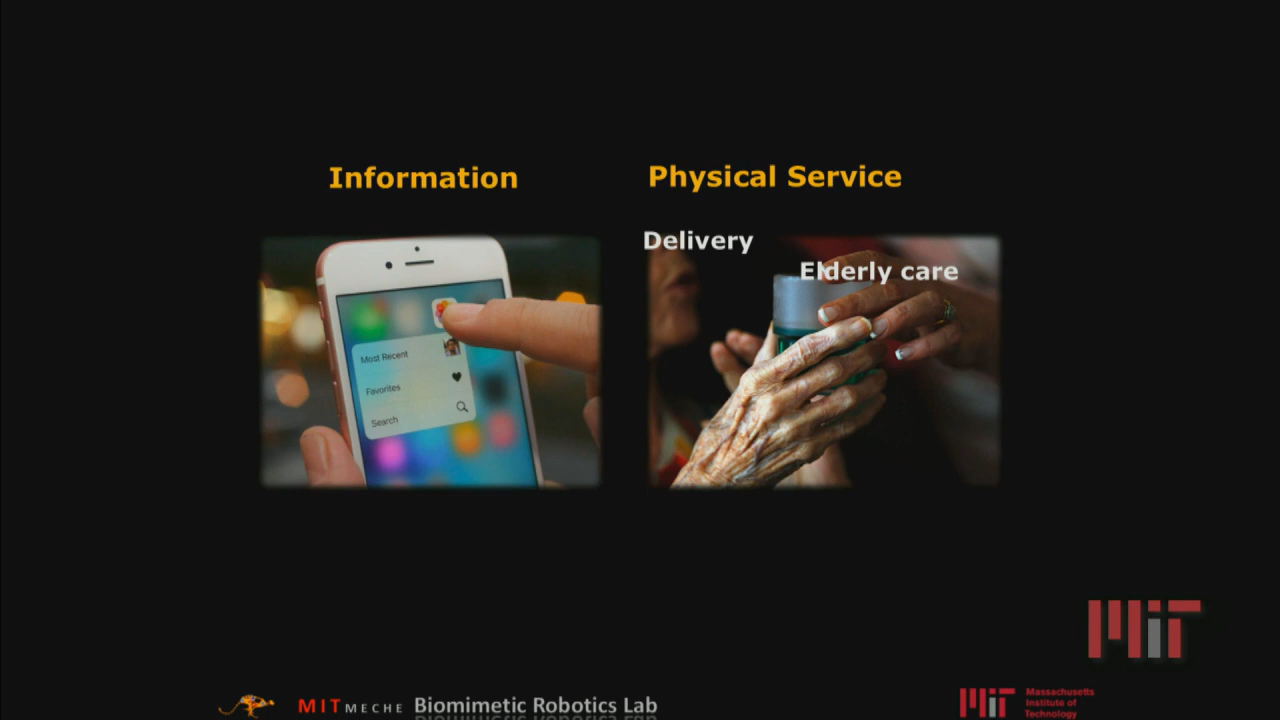 Information
Physical Service
Delivery
Elderly care
Most Recent
Favorites
Search
MIT
MIT MECHE Biomimetic Robotics Lab
MIT Massachusetts
Institute of
Technology